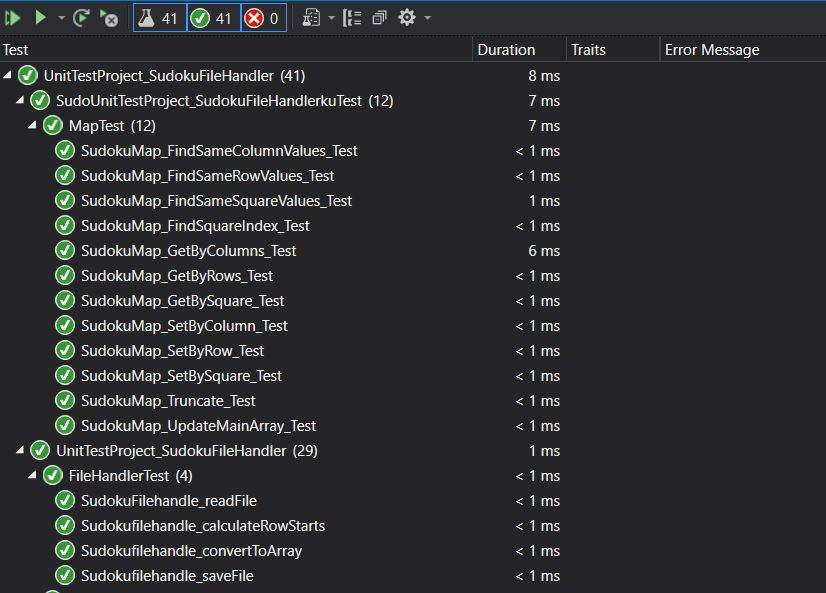 41 41 0
Test Duration Traits Error Message
UnitTestProject_SudokuFileHandler (41) 8 ms
SudoUnitTestProject_SudokuFileHandlerkuTest (12) 7 ms
MapTest (12) 7 ms
SudokuMap_FindSameColumnValues_Test < 1 ms
SudokuMap_FindSameRowValues_Test < 1 ms
SudokuMap_FindSameSquareValues_Test 1 ms
SudokuMap_FindSquareIndex_Test < 1 ms
SudokuMap_GetByColumns_Test 6 ms
SudokuMap_GetByRows_Test < 1 ms
SudokuMap_GetBySquare_Test < 1 ms
SudokuMap_SetByColumn_Test < 1 ms
SudokuMap_SetByRow_Test < 1 ms
SudokuMap_SetBySquare_Test < 1 ms
SudokuMap_Truncate_Test < 1 ms
SudokuMap_UpdateMainArray_Test < 1 ms
UnitTestProject_SudokuFileHandler (29) 1 ms
FileHandlerTest (4) < 1 ms
SudokuFilehandle_readFile < 1 ms
Sudokufilehandle_calculateRowStarts < 1 ms
Sudokufilehandle_convertToArray < 1 ms
Sudokufilehandle_saveFile < 1 ms